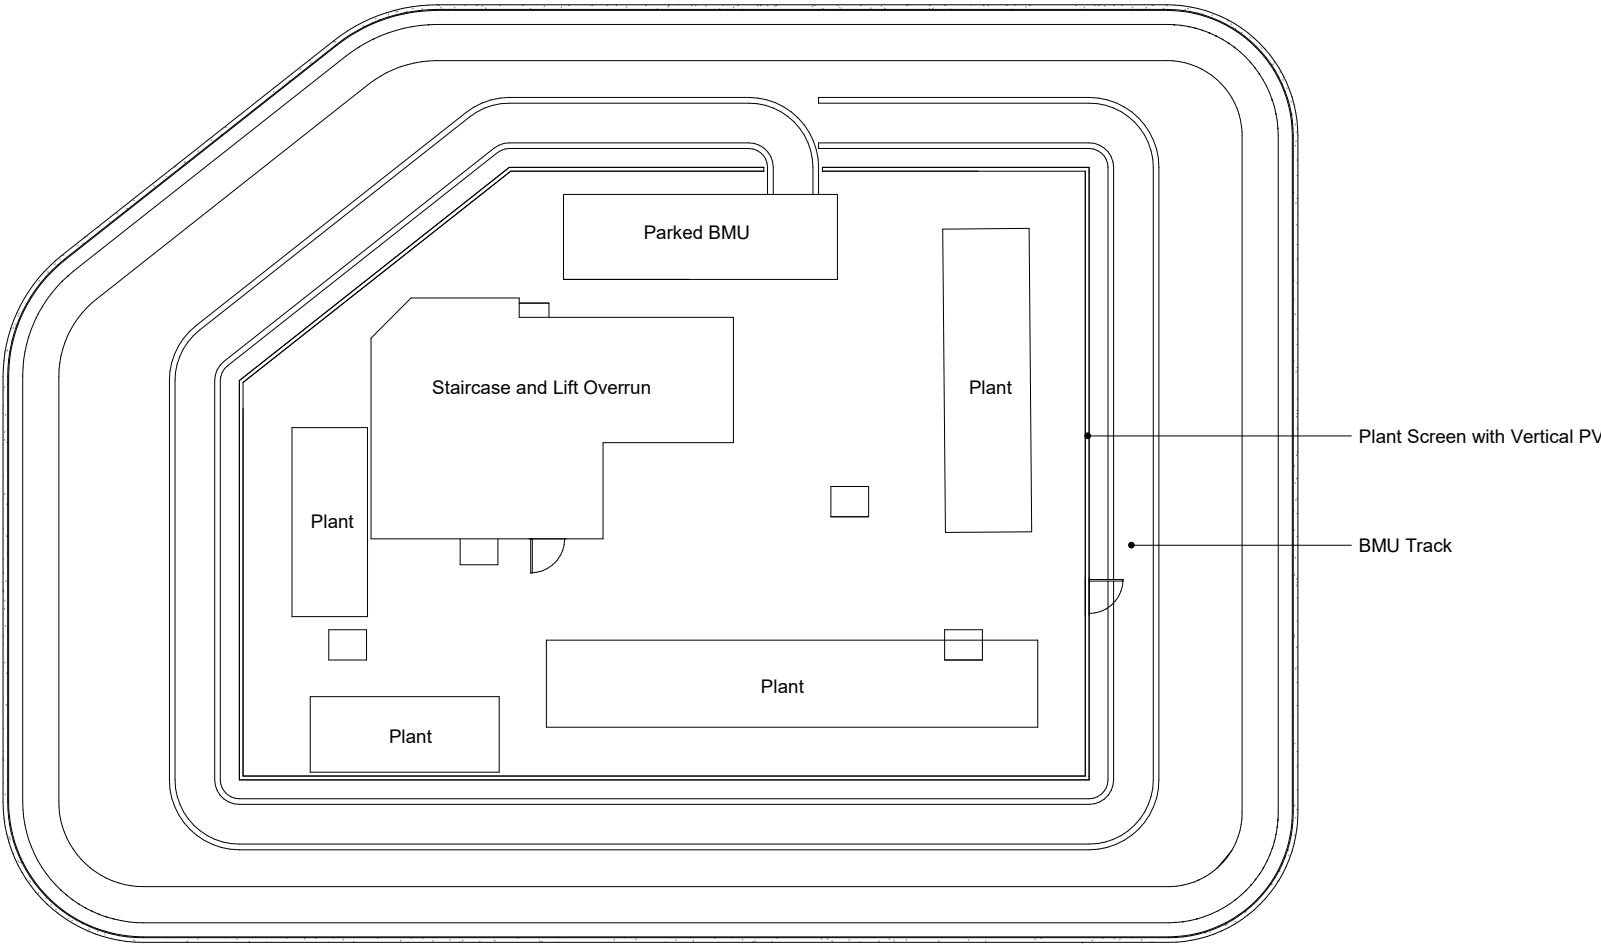 Parked BMU
Staircase and Lift Overrun
Plant
Plant Screen with Vertical PV
Plant
BMU Track
Plant
Plant